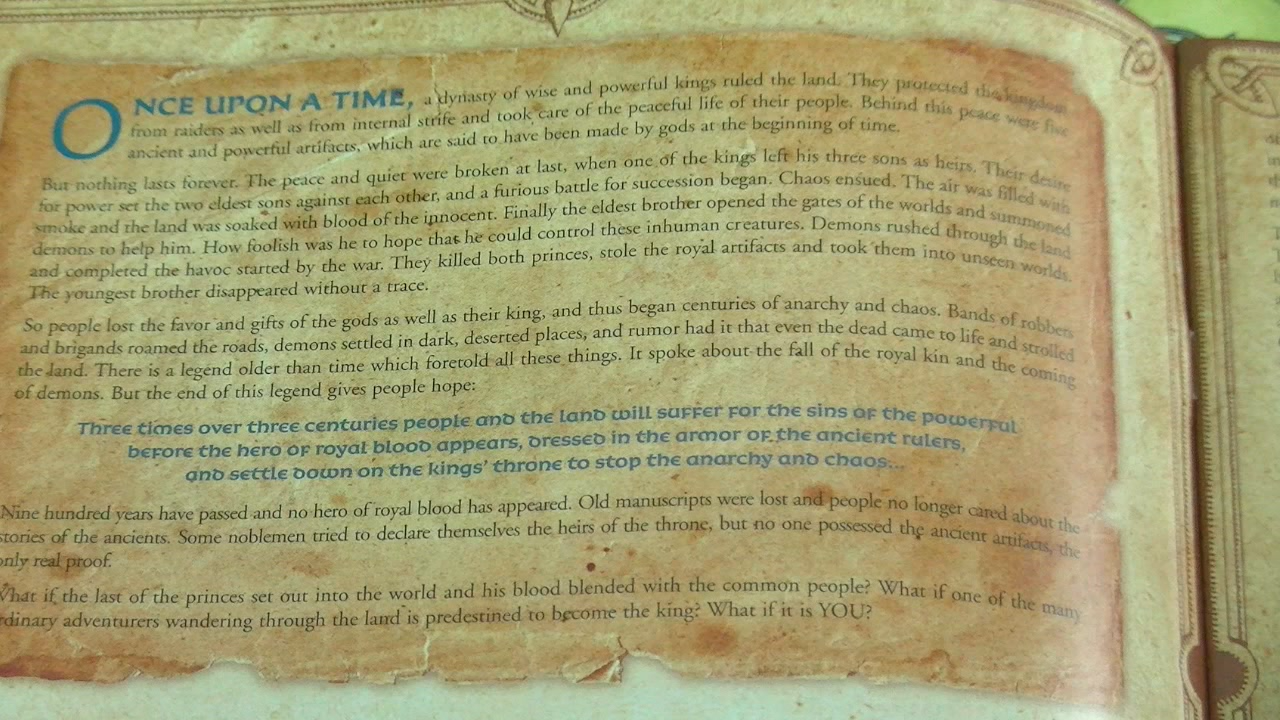 ONCE UPON A TIME, a dynasty of wise and powerful kings ruled the land. They protected the kingdom
from raiders as well as from internal strife and took care of the peaceful life of their people. Behind this peace were five
ancient and powerful artifacts, which are said to have been made by gods at the beginning of time.
But nothing lasts forever. The peace and quiet were broken at last, when one of the kings left his three sons as heirs. Their desire
for power set the two eldest sons against each other, and a furious battle for succession began. Chaos ensued. The air was filled with
smoke and the land was soaked with blood of the innocent. Finally the eldest brother opened the gates of the worlds and summoned
demons to help him. How foolish was he to hope that he could control these inhuman creatures. Demons rushed through the land
and completed the havoc started by the war. They killed both princes, stole the royal artifacts and took them into unseen worlds.
The youngest brother disappeared without a trace.
So people lost the favor and gifts of the gods as well as their king, and thus began centuries of anarchy and chaos. Bands of robbers
and brigands roamed the roads, demons settled in dark, deserted places, and rumor had it that even the dead came to life and strolled
the land. There is a legend older than time which foretold all these things. It spoke about the fall of the royal kin and the coming
of demons. But the end of this legend gives people hope:
Three times over three centuries people and the land will suffer for the sins of the powerful
before the hero of royal blood appears, dressed in the armor of the ancient rulers,
and settle down on the kings' throne to stop the anarchy and chaos...
Nine hundred years have passed and no hero of royal blood has appeared. Old manuscripts were lost and people no longer cared about the
stories of the ancients. Some noblemen tried to declare themselves the heirs of the throne, but no one possessed the ancient artifacts, the
only real proof.
What if the last of the princes set out into the world and his blood blended with the common people? What if one of the many
rdinary adventurers wandering through the land is predestined to become the king? What if it is YOU?